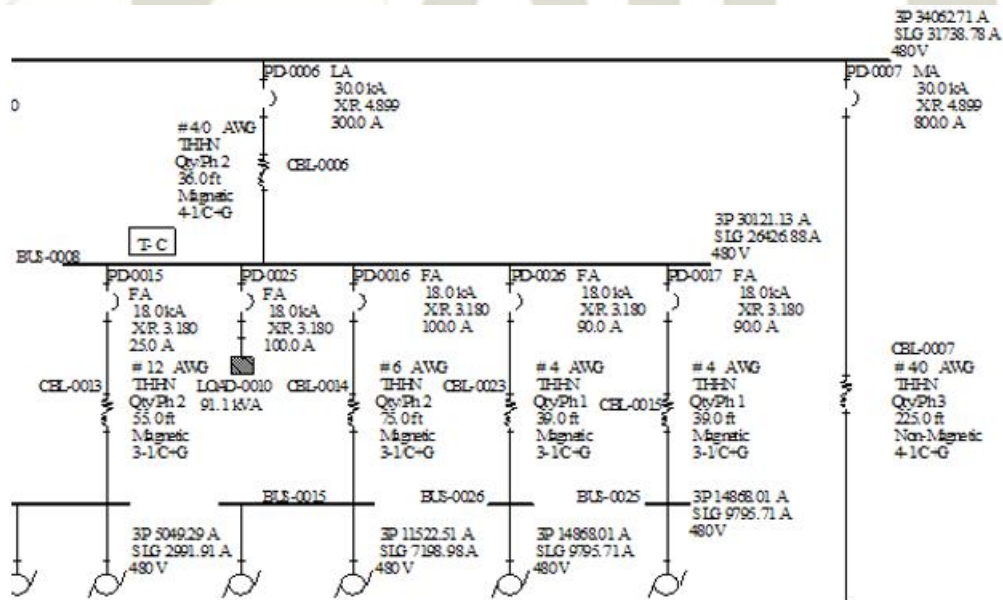 3P 34062.71 A
SLG 31738.78 A
480 V
PD-0006 LA
30.0 kA
X/R 4.899
300.0 A
PD-0007 MA
30.0 kA
X/R 4.899
800.0 A
0
# 4/0 AWG
THHN
Qty/Ph 2
36.0 ft
Magnetic
4-1/C+G
CBL-0006
3P 30121.13 A
SLG 26426.88 A
480 V
T-C
BUS-0008
PD-0015
FA
18.0 kA
X/R 3.180
25.0 A
PD-0025
FA
18.0 kA
X/R 3.180
100.0 A
PD-0016 FA
18.0 kA
X/R 3.180
100.0 A
PD-0026 FA
18.0 kA
X/R 3.180
90.0 A
PD-0017 FA
18.0 kA
X/R 3.180
90.0 A
CBL-0013
# 12 AWG
THHN
Qty/Ph 2
55.0 ft
Magnetic
3-1/C+G
LOAD-0010
91.1 kVA
CBL-0014
# 6 AWG
THHN
Qty/Ph 2
75.0 ft
Magnetic
3-1/C+G
CBL-0023
# 4 AWG
THHN
Qty/Ph 1
39.0 ft
Magnetic
3-1/C+G
CBL-0015
# 4 AWG
THHN
Qty/Ph 1
39.0 ft
Magnetic
3-1/C+G
CBL-0007
# 4/0 AWG
THHN
Qty/Ph 3
225.0 ft
Non-Magnetic
4-1/C+G
BUS-0015
BUS-0026
BUS-0025
3P 14868.01 A
SLG 9795.71 A
480 V
3P 5049.29 A
SLG 2991.91 A
480 V
3P 11522.51 A
SLG 7198.98 A
480 V
3P 14868.01 A
SLG 9795.71 A
480 V